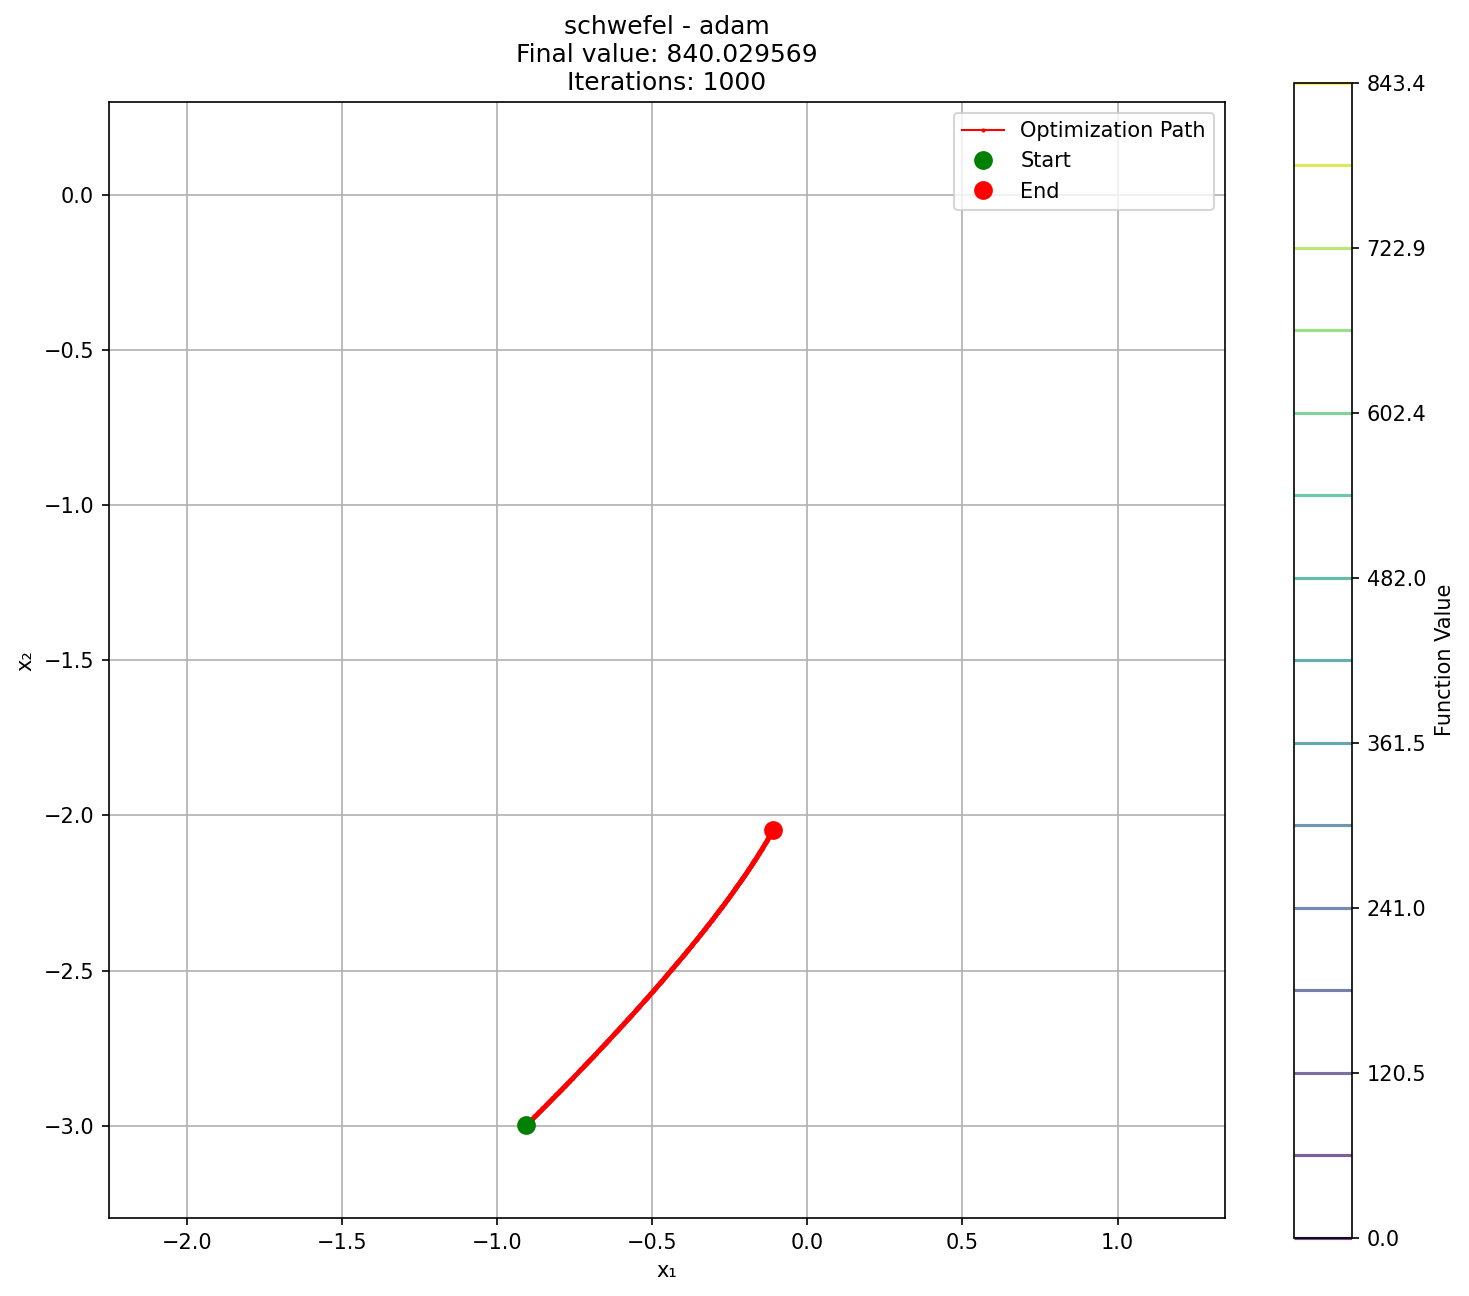 schwefel - adam
Final value: 840.029569
Iterations: 1000
Optimization Path
Start
End
0.0
−0.5
−1.0
−1.5
−2.0
−2.5
−3.0
x₂
−2.0
−1.5
−1.0
−0.5
0.0
0.5
1.0
x₁
843.4
722.9
602.4
482.0
361.5
241.0
120.5
0.0
Function Value